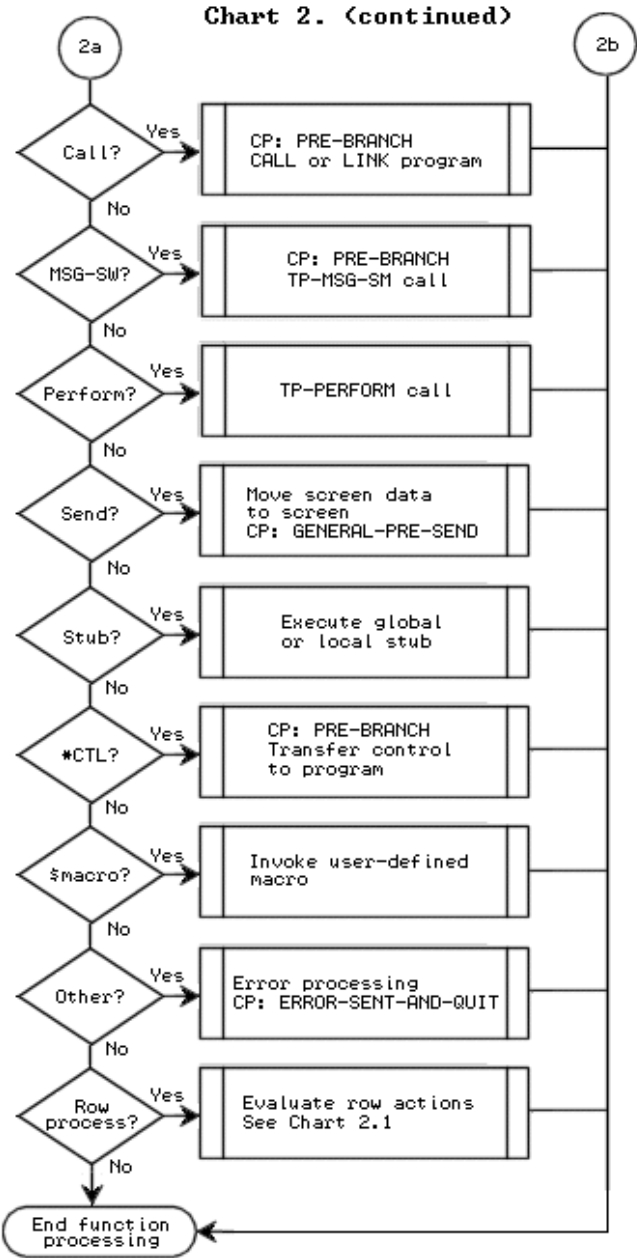 Chart 2. (continued)
2a
2b
Call?
Yes
CP: PRE-BRANCH
CALL or LINK program
No
MSG-SW?
Yes
CP: PRE-BRANCH
TP-MSG-SM call
No
Perform?
Yes
TP-PERFORM call
No
Send?
Yes
Move screen data
to screen
CP: GENERAL-PRE-SEND
No
Stub?
Yes
Execute global
or local stub
No
*CTL?
Yes
CP: PRE-BRANCH
Transfer control
to program
No
$macro?
Yes
Invoke user-defined
macro
No
Other?
Yes
Error processing
CP: ERROR-SENT-AND-QUIT
No
Row
process?
Yes
Evaluate row actions
See Chart 2.1
No
End function
processing